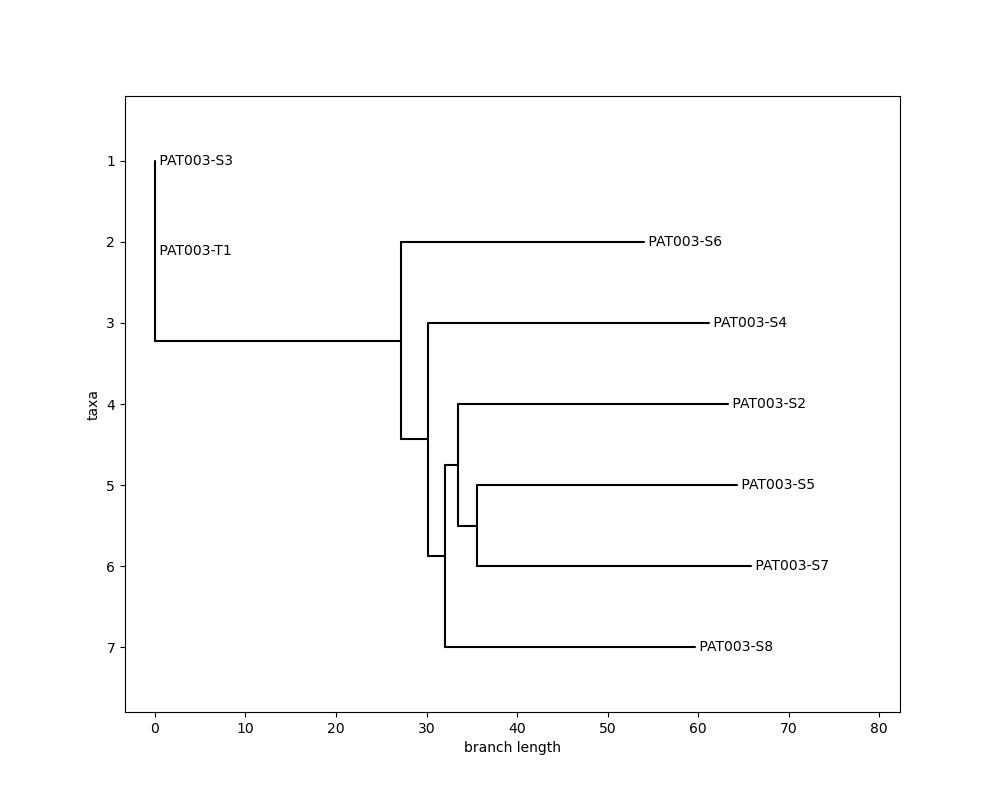 1
PAT003-S3
PAT003-T1
2
PAT003-S6
3
PAT003-S4
4
PAT003-S2
taxa
5
PAT003-S5
6
PAT003-S7
7
PAT003-S8
0 10 20 30 40 50 60 70 80
branch length